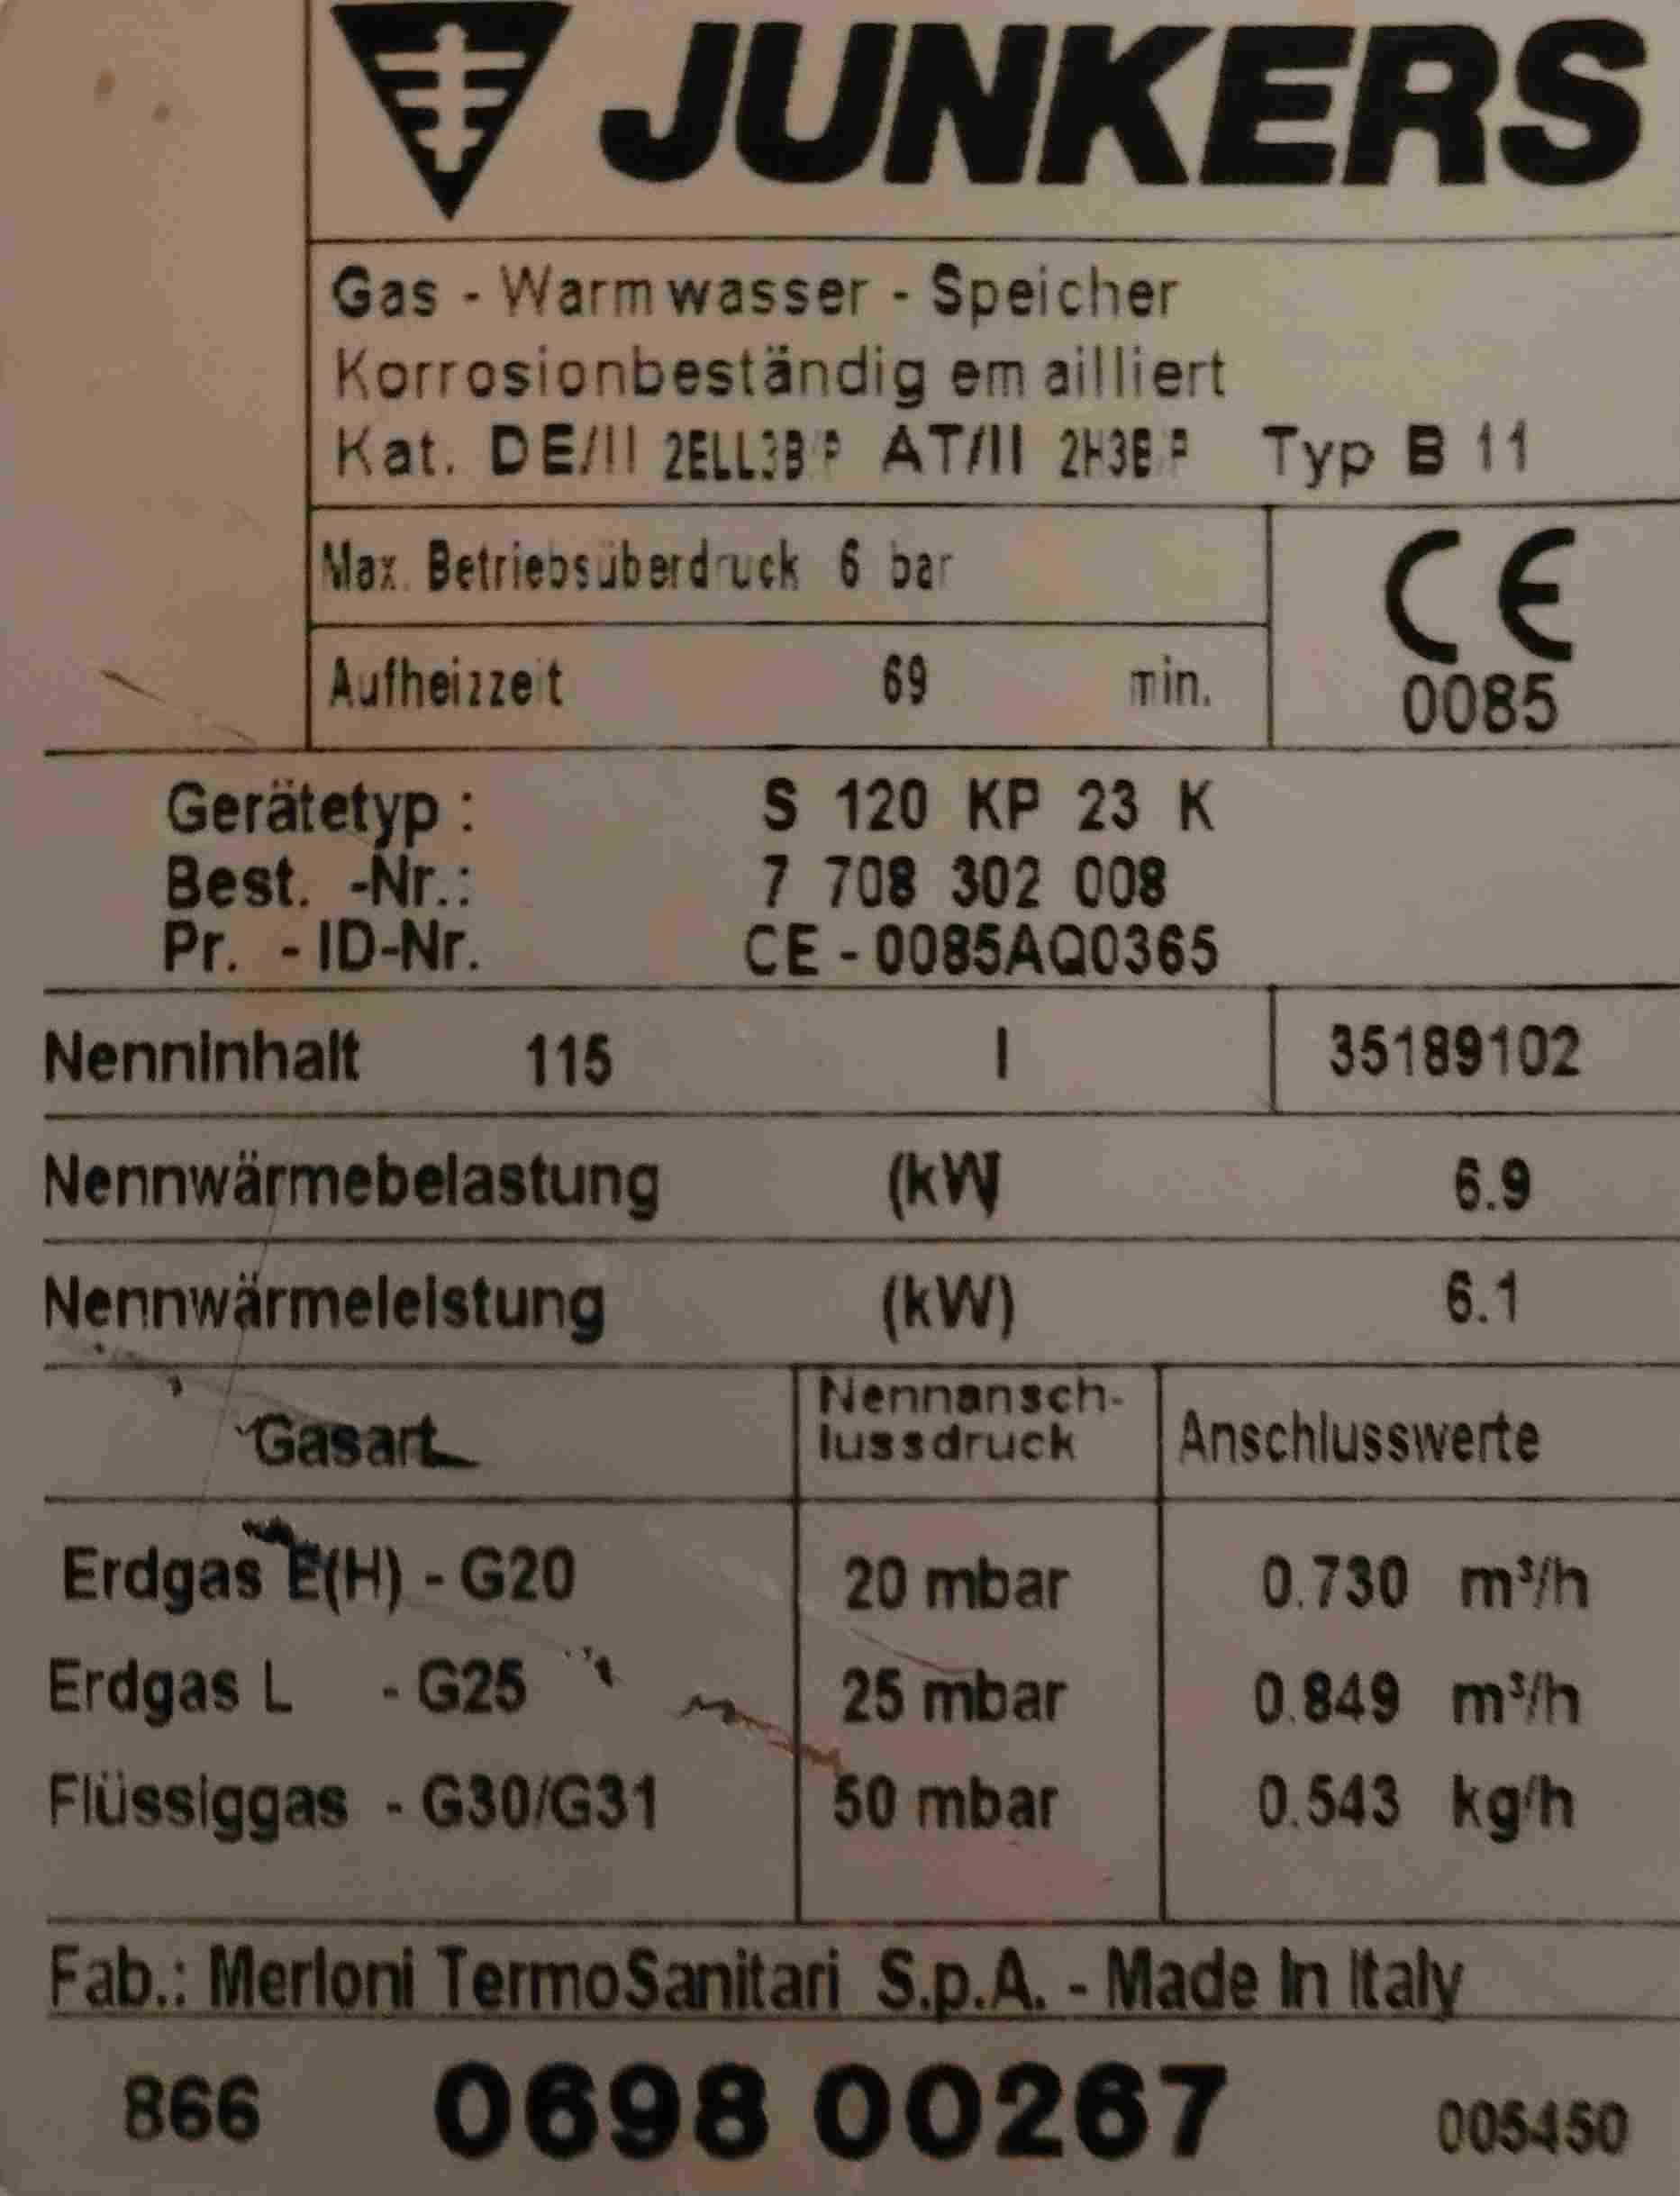 JUNKERS
Gas - Warmwasser - Speicher
Korrosionbeständig emailliert
Kat. DE/II 2ELL3B/P AT/II 2H3B/P Typ B 11
Max. Betriebsüberdruck 6 bar
CE
Aufheizzeit 69 min.
0085
Gerätetyp : S 120 KP 23 K
Best. -Nr.: 7 708 302 008
Pr. - ID-Nr. CE - 0085AQ0365
Nenninhalt 115 l 35189102
Nennwärmebelastung (kW) 6.9
Nennwärmeleistung (kW) 6.1
Gasart Nennansch-
lussdruck Anschlusswerte
Erdgas E(H) - G20 20 mbar 0.730 m³/h
Erdgas L - G25 25 mbar 0.849 m³/h
Flüssiggas - G30/G31 50 mbar 0.543 kg/h
Fab.: Merloni TermoSanitari S.p.A. - Made In Italy
866 0698 00267 005450